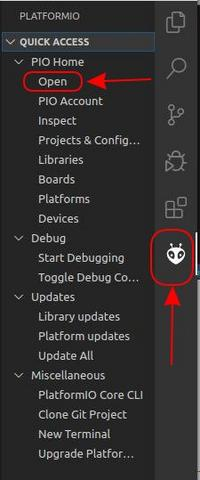 PLATFORMIO
QUICK ACCESS
PIO Home
Open
PIO Account
Inspect
Projects & Config...
Libraries
Boards
Platforms
Devices
Debug
Start Debugging
Toggle Debug Co...
Updates
Library updates
Platform updates
Update All
Miscellaneous
PlatformIO Core CLI
Clone Git Project
New Terminal
Upgrade Platfor...